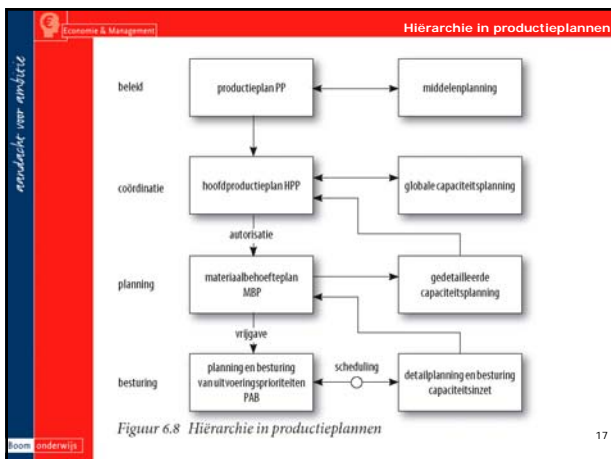 €
Economie & Management
Hiërarchie in productieplannen
aandacht voor ambitie
beleid
productieplan PP
middelenplanning
coördinatie
hoofdproductieplan HPP
globale capaciteitsplanning
autorisatie
planning
materiaalbehoefteplan
MBP
gedetailleerde
capaciteitsplanning
vrijgave
besturing
planning en besturing
van uitvoeringsprioriteiten
PAB
scheduling
detailplanning en besturing
capaciteitsinzet
Figuur 6.8 Hiërarchie in productieplannen
17
Boom onderwijs